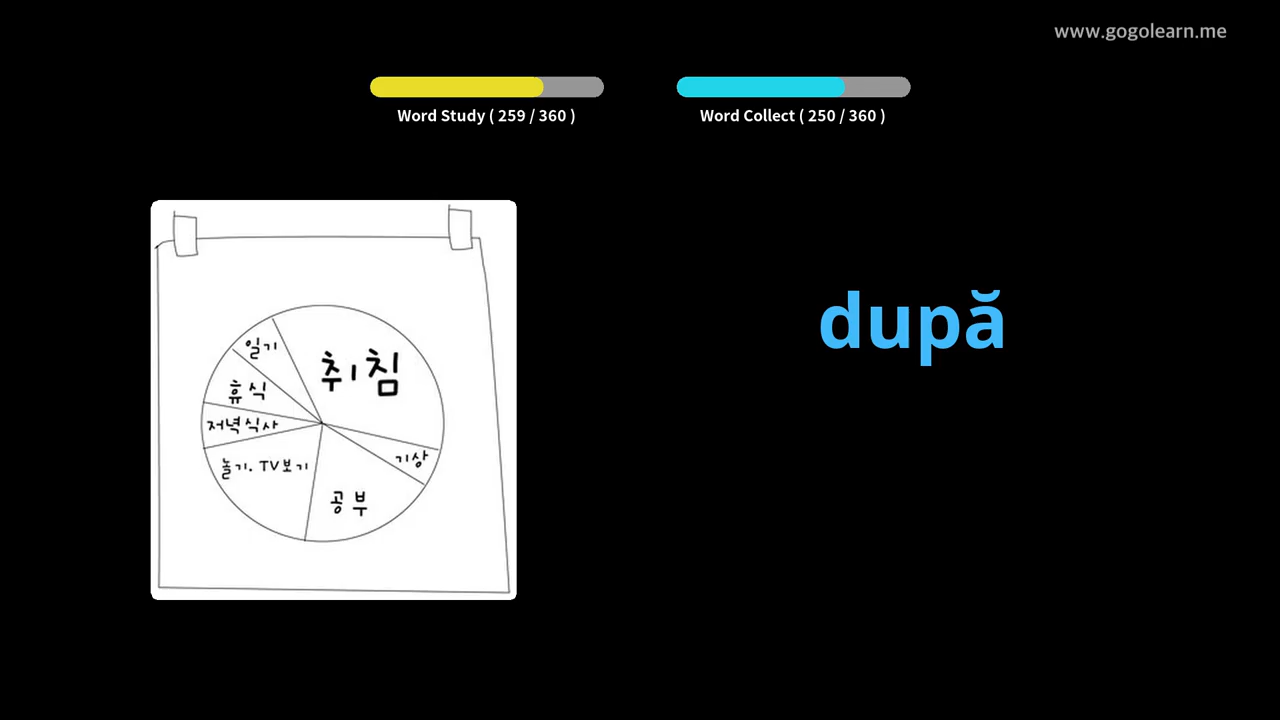 www.gogolearn.me
Word Study ( 259 / 360 )
Word Collect ( 250 / 360 )
일기
취침
휴식
저녁식사
놀기. TV보기
기상
공부
după